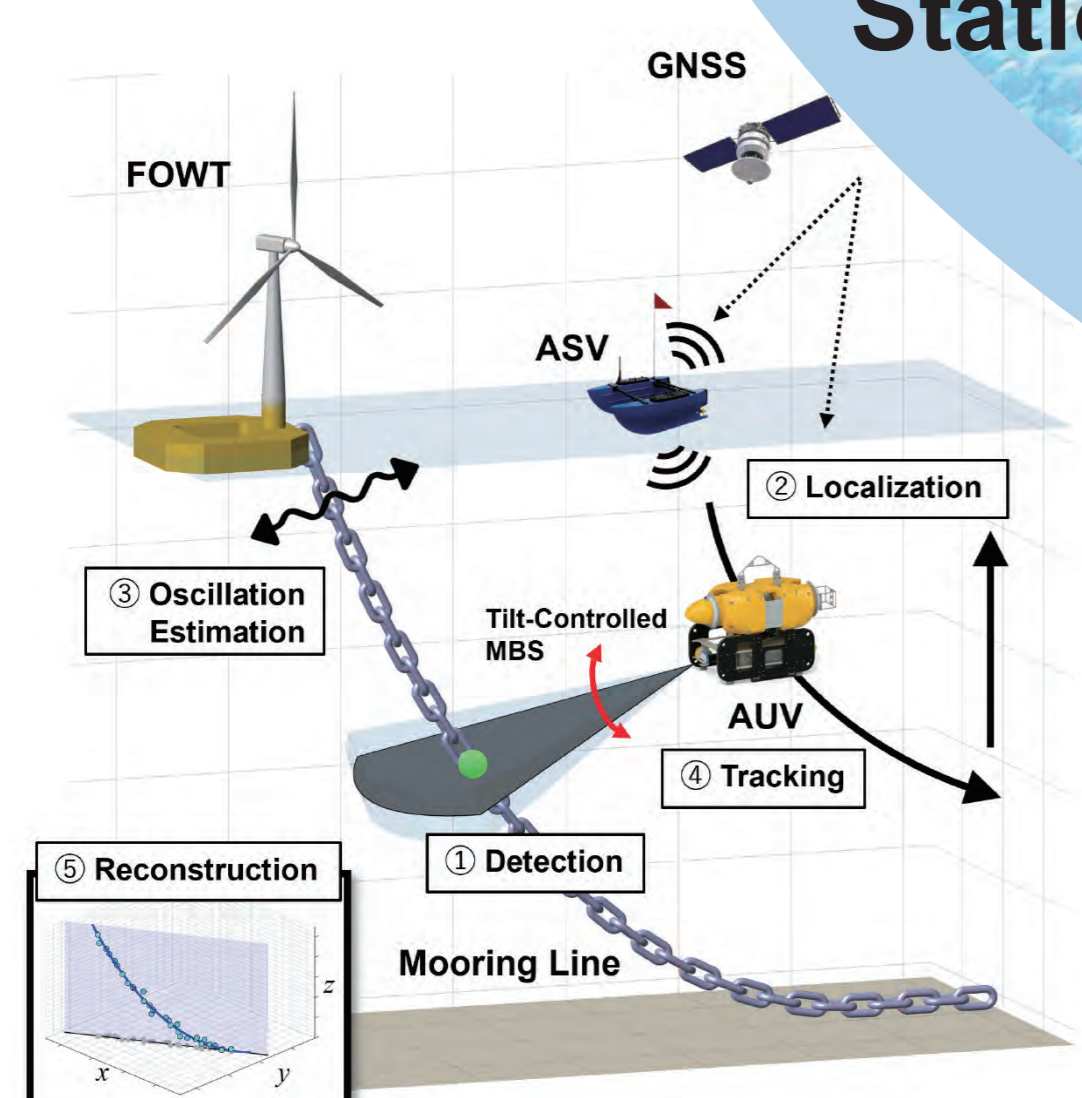 GNSS
FOWT
ASV
② Localization
③ Oscillation
Estimation
Tilt-Controlled
MBS
AUV
④ Tracking
① Detection
⑤ Reconstruction
Mooring Line
z
x
y